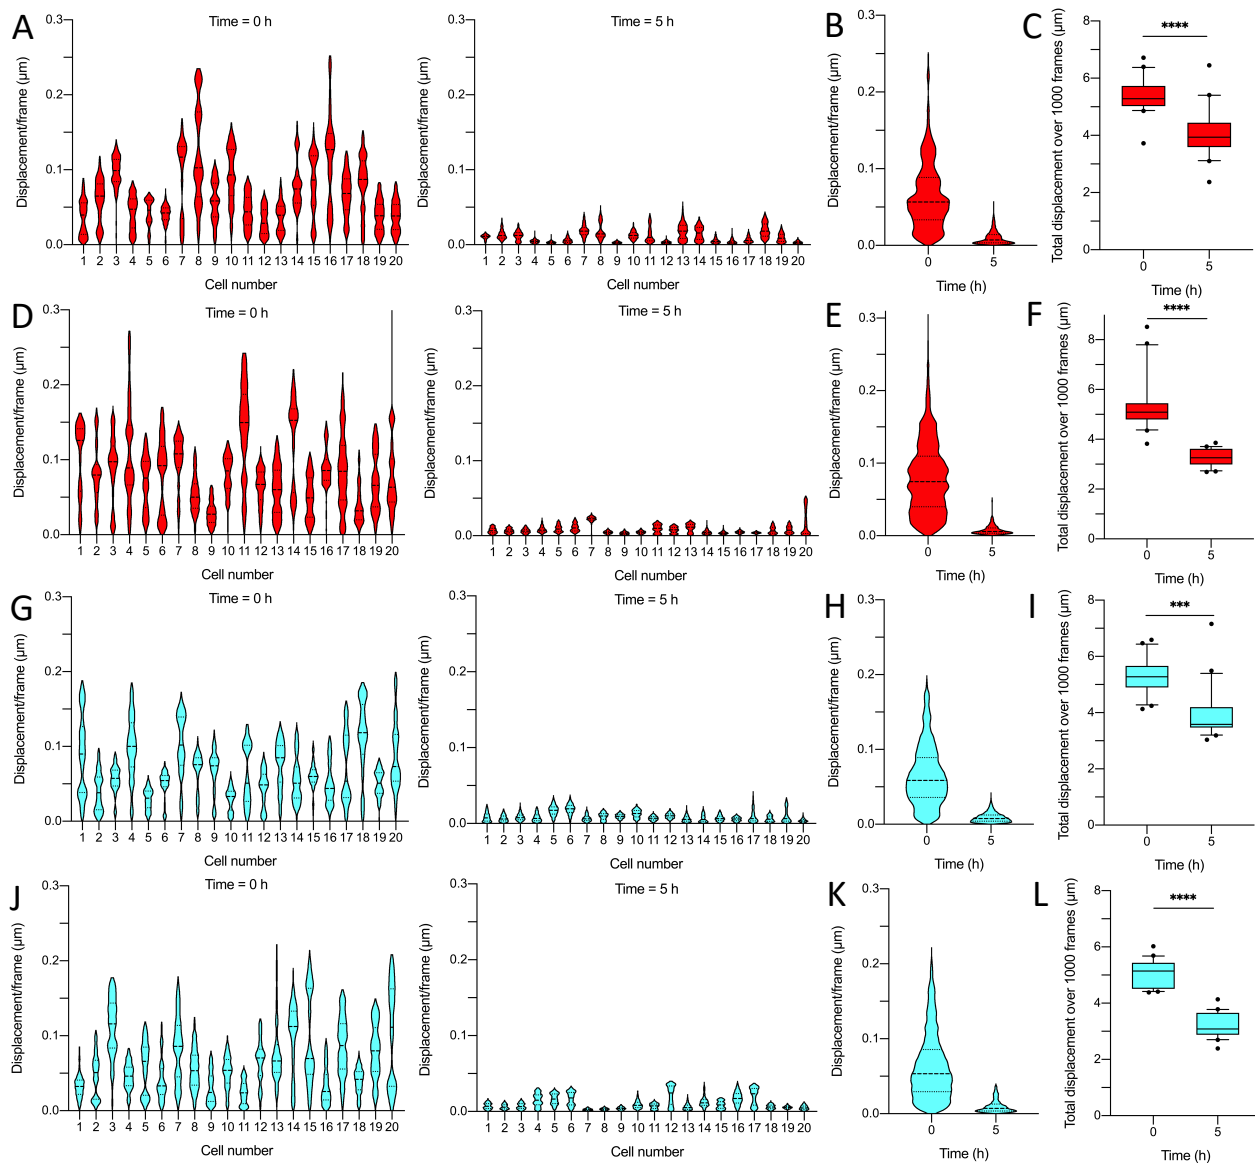 A
Time = 0 h
Displacement/frame (μm)
0.3
0.2
0.1
0.0
1 2 3 4 5 6 7 8 9 10 11 12 13 14 15 16 17 18 19 20
Cell number
Time = 5 h
Displacement/frame (μm)
0.3
0.2
0.1
0.0
1 2 3 4 5 6 7 8 9 10 11 12 13 14 15 16 17 18 19 20
Cell number
B
Displacement/frame (μm)
0.3
0.2
0.1
0.0
0 5
Time (h)
C
Total displacement over 1000 frames (μm)
8
6
4
2
0
****
0 5
Time (h)
D
Time = 0 h
Displacement/frame (μm)
0.3
0.2
0.1
0.0
1 2 3 4 5 6 7 8 9 10 11 12 13 14 15 16 17 18 19 20
Cell number
Time = 5 h
Displacement/frame (μm)
0.3
0.2
0.1
0.0
1 2 3 4 5 6 7 8 9 10 11 12 13 14 15 16 17 18 19 20
Cell number
E
Displacement/frame (μm)
0.3
0.2
0.1
0.0
0 5
Time (h)
F
Total displacement over 1000 frames (μm)
8
6
4
2
0
****
0 5
Time (h)
G
Time = 0 h
Displacement/frame (μm)
0.3
0.2
0.1
0.0
1 2 3 4 5 6 7 8 9 10 11 12 13 14 15 16 17 18 19 20
Cell number
Time = 5 h
Displacement/frame (μm)
0.3
0.2
0.1
0.0
1 2 3 4 5 6 7 8 9 10 11 12 13 14 15 16 17 18 19 20
Cell number
H
Displacement/frame (μm)
0.3
0.2
0.1
0.0
0 5
Time (h)
I
Total displacement over 1000 frames (μm)
8
6
4
2
0
***
0 5
Time (h)
J
Time = 0 h
Displacement/frame (μm)
0.3
0.2
0.1
0.0
1 2 3 4 5 6 7 8 9 10 11 12 13 14 15 16 17 18 19 20
Cell number
Time = 5 h
Displacement/frame (μm)
0.3
0.2
0.1
0.0
1 2 3 4 5 6 7 8 9 10 11 12 13 14 15 16 17 18 19 20
Cell number
K
Displacement/frame (μm)
0.3
0.2
0.1
0.0
0 5
Time (h)
L
Total displacement over 1000 frames (μm)
8
6
4
2
0
****
0 5
Time (h)